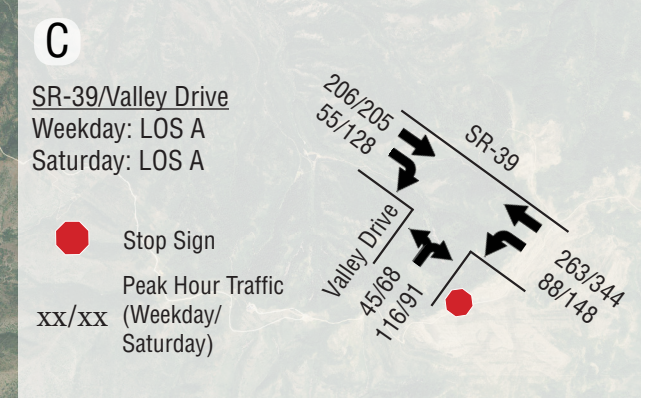 C
SR-39/Valley Drive
Weekday: LOS A
Saturday: LOS A
Stop Sign
xx/xx
Peak Hour Traffic
(Weekday/
Saturday)
206/205
55/128
SR-39
Valley Drive
45/68
116/91
263/344
88/148